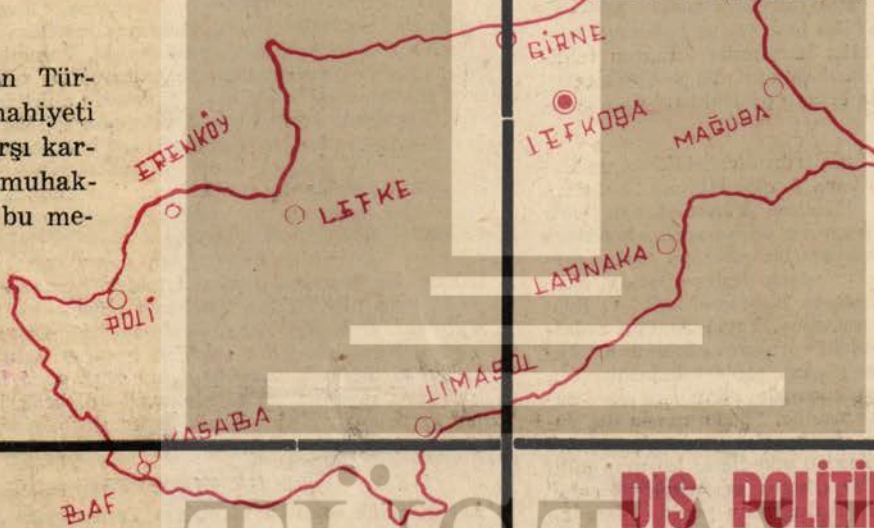 n Tür-
nahiyeti
rşı kar-
muhak-
bu me-
GİRNE
LEFKOŞA
MAĞUSA
ERENKÖY
LEFKE
LARNAKA
POLİ
LİMASOL
KASABA
BAF
DIŞ POLİTİ
TÜSTA